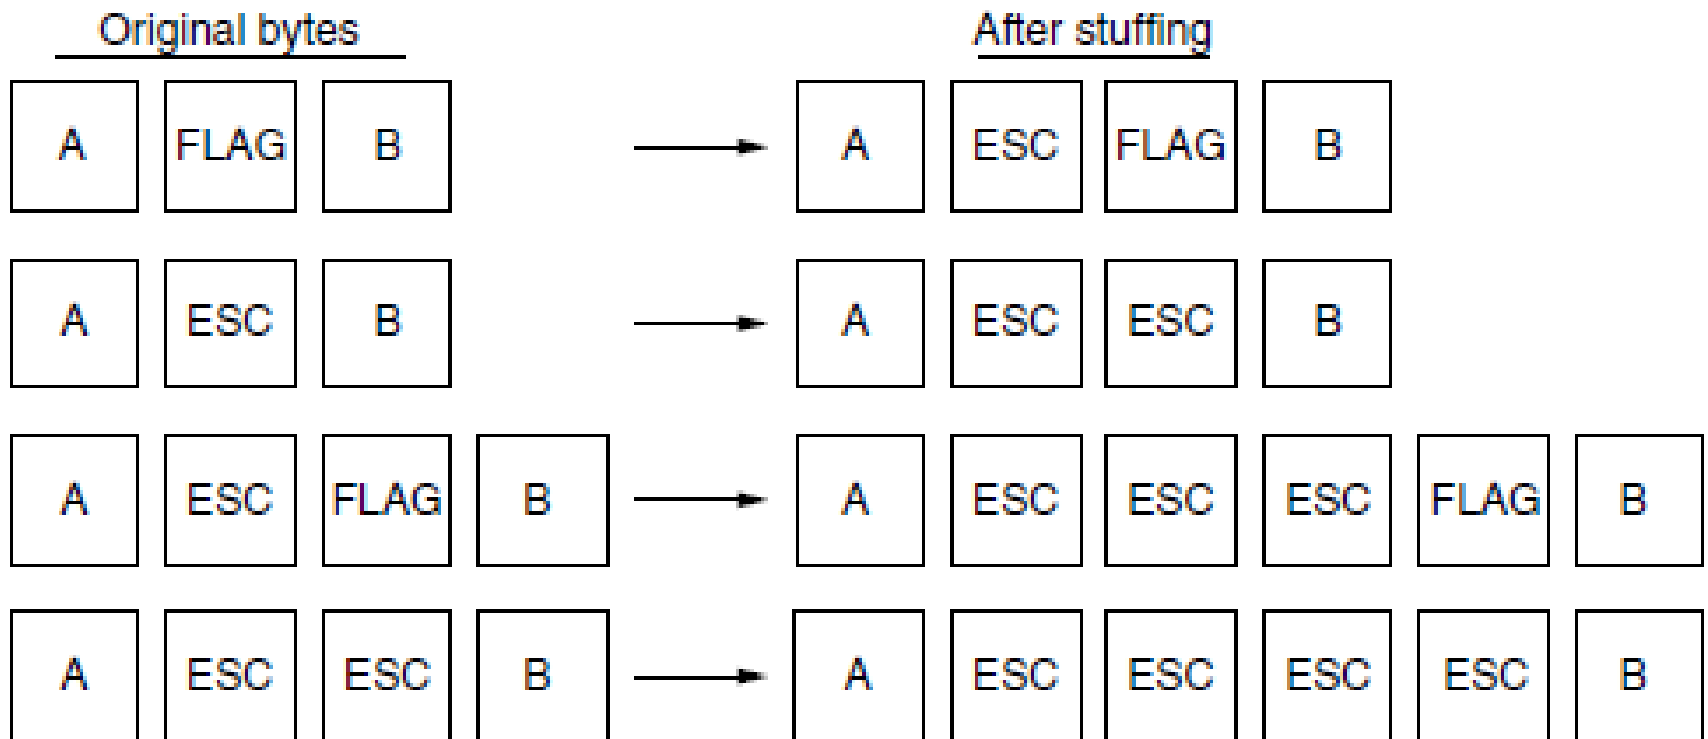 Original bytes After stuffing
A FLAG B A ESC FLAG B
A ESC B A ESC ESC B
A ESC FLAG B A ESC ESC ESC FLAG B
A ESC ESC B A ESC ESC ESC ESC B